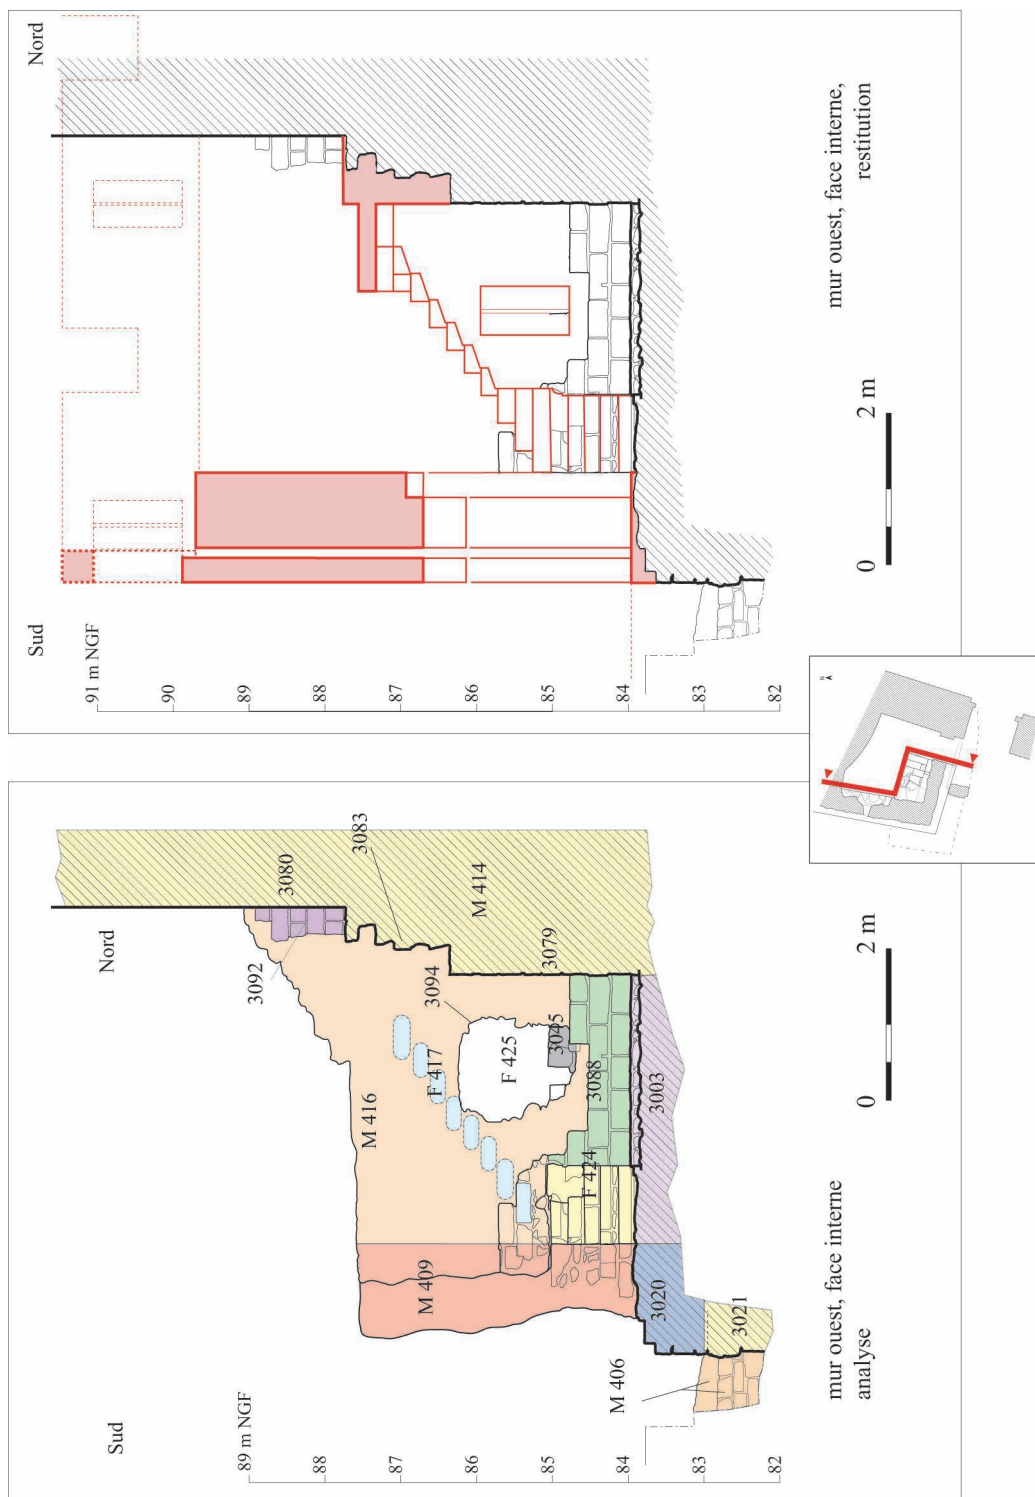 Sud
Nord
89 m NGF
88
87
86
85
84
83
82
M 416
M 409
F 417
3092
3080
3083
3094
M 414
3079
F 425
3045
3088
F 424
3003
3020
3021
M 406
mur ouest, face interne
analyse
0
2 m
N
Sud
Nord
91 m NGF
90
89
88
87
86
85
84
83
82
0
2 m
mur ouest, face interne,
restitution